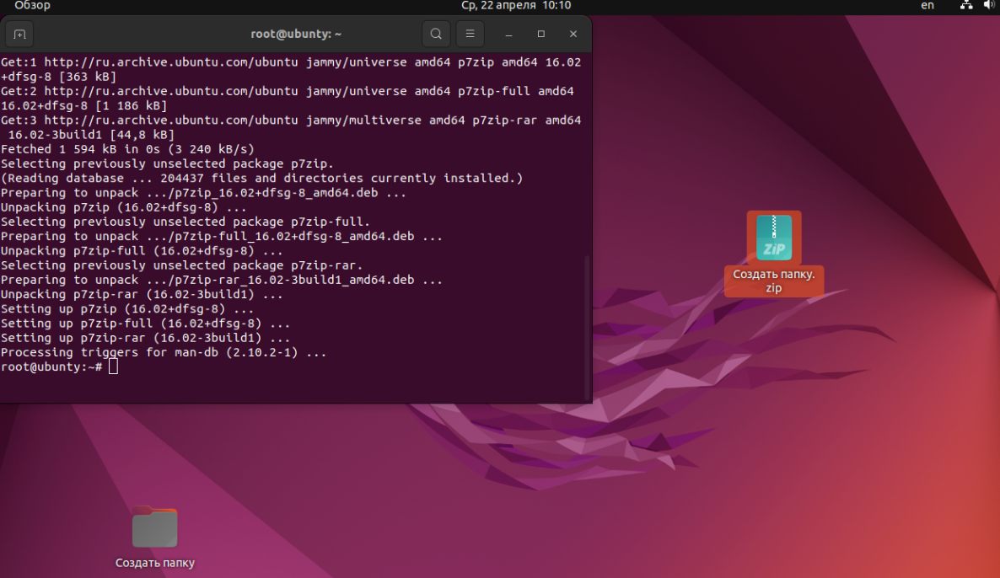 Обзор
Ср, 22 апреля 10:10
en
root@ubunty: ~
Get:1 http://ru.archive.ubuntu.com/ubuntu jammy/universe amd64 p7zip amd64 16.02
+dfsg-8 [363 kB]
Get:2 http://ru.archive.ubuntu.com/ubuntu jammy/universe amd64 p7zip-full amd64
16.02+dfsg-8 [1 186 kB]
Get:3 http://ru.archive.ubuntu.com/ubuntu jammy/multiverse amd64 p7zip-rar amd64
16.02-3build1 [44,8 kB]
Fetched 1 594 kB in 0s (3 240 kB/s)
Selecting previously unselected package p7zip.
(Reading database ... 204437 files and directories currently installed.)
Preparing to unpack .../p7zip_16.02+dfsg-8_amd64.deb ...
Unpacking p7zip (16.02+dfsg-8) ...
Selecting previously unselected package p7zip-full.
Preparing to unpack .../p7zip-full_16.02+dfsg-8_amd64.deb ...
Unpacking p7zip-full (16.02+dfsg-8) ...
Selecting previously unselected package p7zip-rar.
Preparing to unpack .../p7zip-rar_16.02-3build1_amd64.deb ...
Unpacking p7zip-rar (16.02-3build1) ...
Setting up p7zip (16.02+dfsg-8) ...
Setting up p7zip-full (16.02+dfsg-8) ...
Setting up p7zip-rar (16.02-3build1) ...
Processing triggers for man-db (2.10.2-1) ...
root@ubunty:~#
ZiP
Создать папку.
zip
Создать папку